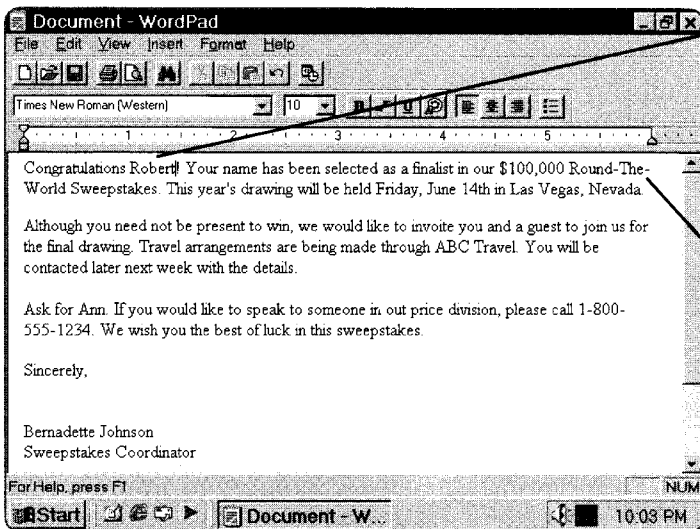 Document - WordPad
File Edit View Insert Format Help
Times New Roman (Western) 10 B U
1 2 3 4 5
Congratulations Robert! Your name has been selected as a finalist in our $100,000 Round-The-
World Sweepstakes. This year's drawing will be held Friday, June 14th in Las Vegas, Nevada.
Although you need not be present to win, we would like to invoite you and a guest to join us for
the final drawing. Travel arrangements are being made through ABC Travel. You will be
contacted later next week with the details.
Ask for Ann. If you would like to speak to someone in out price division, please call 1-800-
555-1234. We wish you the best of luck in this sweepstakes.
Sincerely,
Bernadette Johnson
Sweepstakes Coordinator
For Help, press F1 NUM
Start Document - W... 10:03 PM